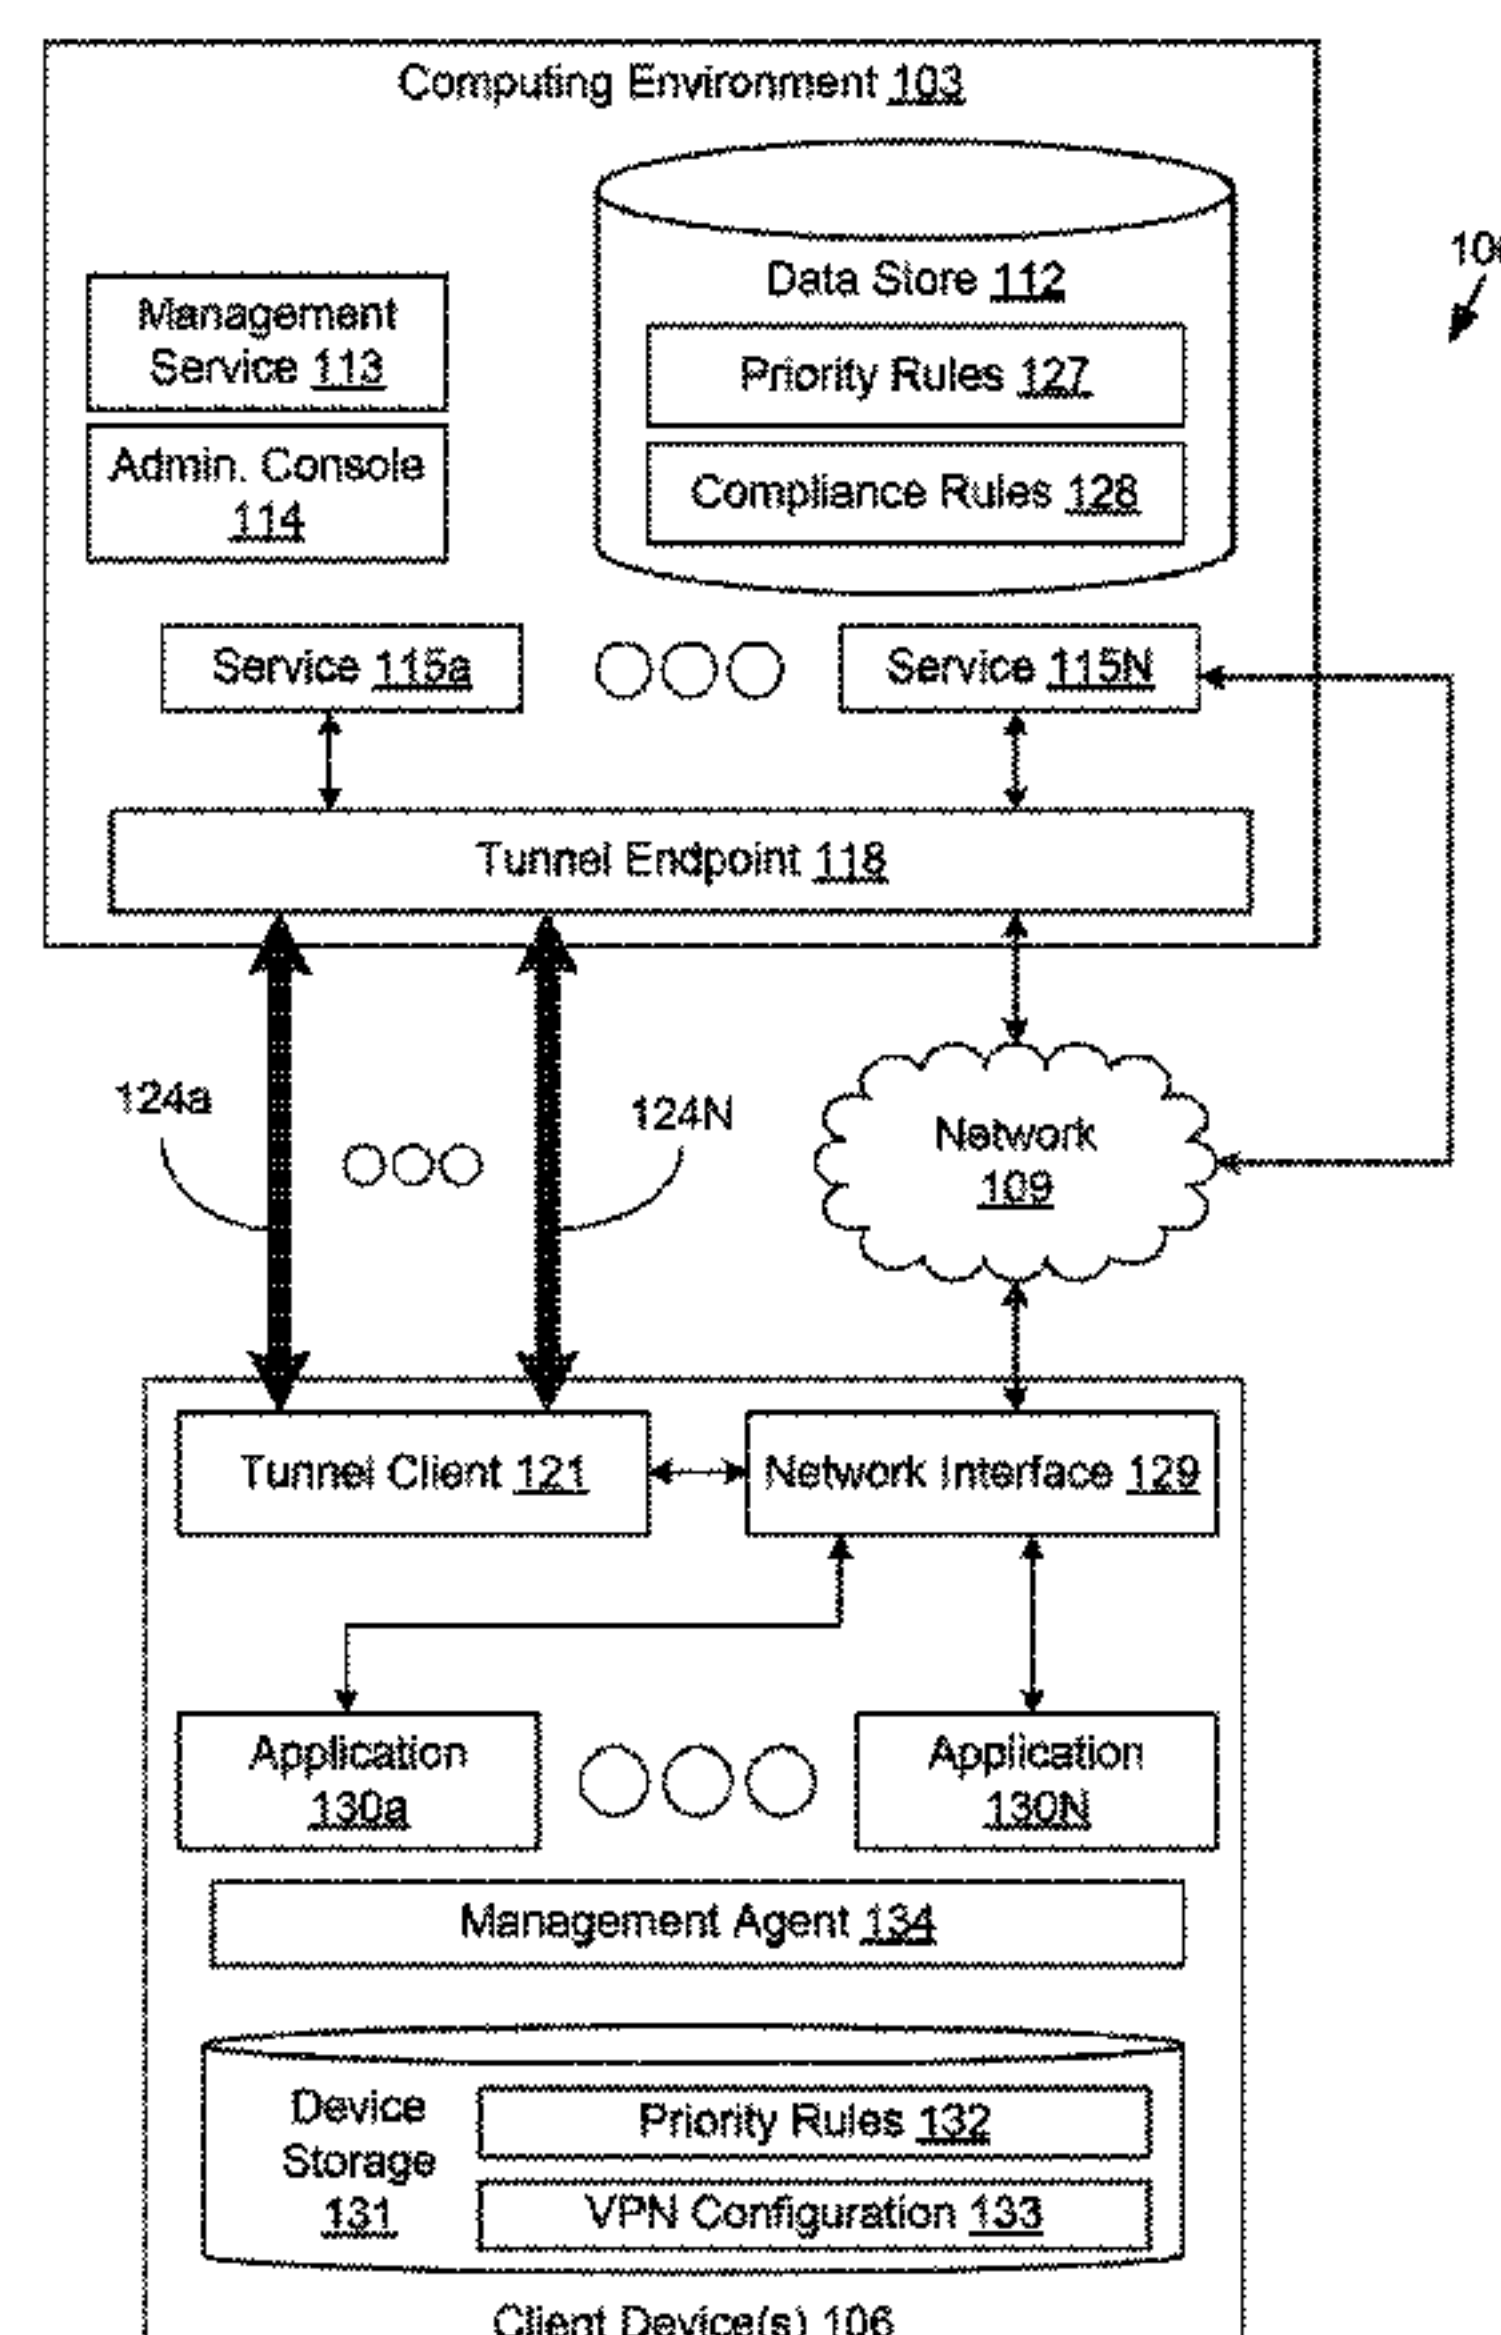 Computing Environment 103
Data Store 112
Management
Service 113
Priority Rules 127
Admin. Console
114
Compliance Rules 128
Service 115a
Service 115N
Tunnel Endpoint 118
124a
124N
Network
109
Tunnel Client 121
Network Interface 129
Application
130a
Application
130N
Management Agent 134
Device
Storage
131
Priority Rules 132
VPN Configuration 133
Client Device(s) 106